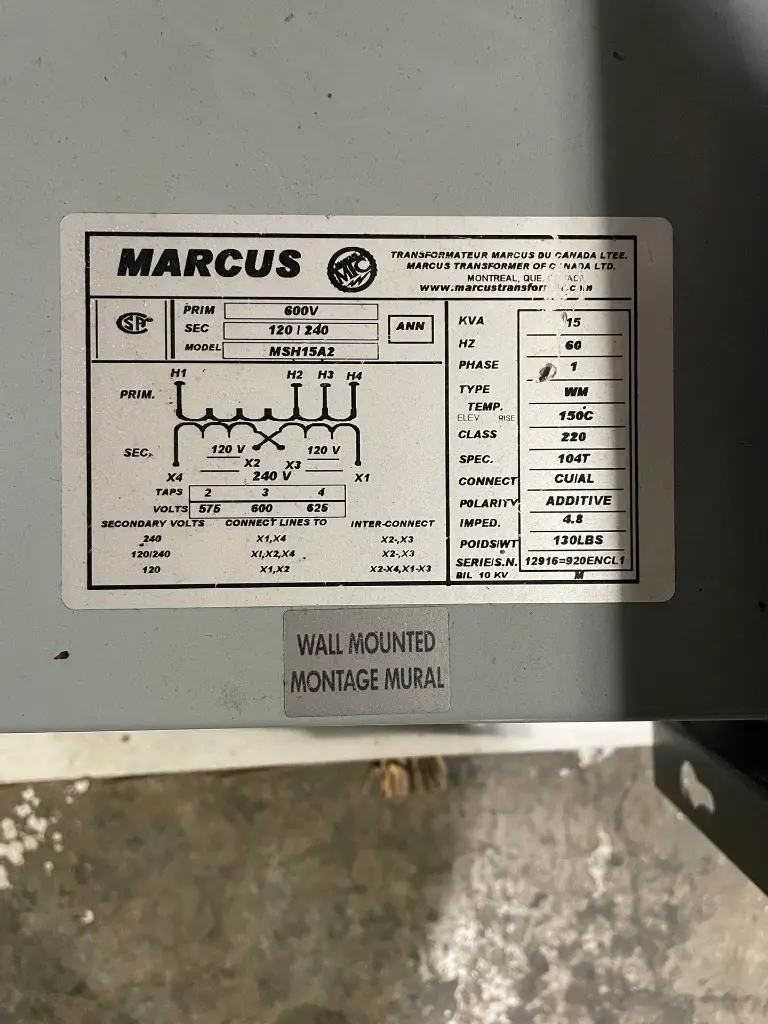 MARCUS
MTC
TRANSFORMATEUR MARCUS DU CANADA LTEE.
MARCUS TRANSFORMER OF CANADA LTD.
MONTREAL, QUE.
CSA
PRIM 600V
SEC 120 / 240
MODEL MSH15A2
ANN
H1 H2 H3 H4
PRIM.
SEC.
120 V 120 V
X2 X3
X4 240 V X1
TAPS 2 3 4
VOLTS 575 600 625
SECONDARY VOLTS CONNECT LINES TO INTER-CONNECT
240 X1,X4 X2-,X3
120/240 X1,X2,X4 X2-,X3
120 X1,X2 X2-X4,X1-X3
KVA 15
HZ 60
PHASE 1
TYPE WM
TEMP.
ELEV RISE 150C
CLASS 220
SPEC. 104T
CONNECT CU/AL
POLARITY ADDITIVE
IMPED. 4.8
POIDS/WT 130LBS
SERIE/S.N. 12916=920ENCL1
BIL 10 KV M
WALL MOUNTED
MONTAGE MURAL